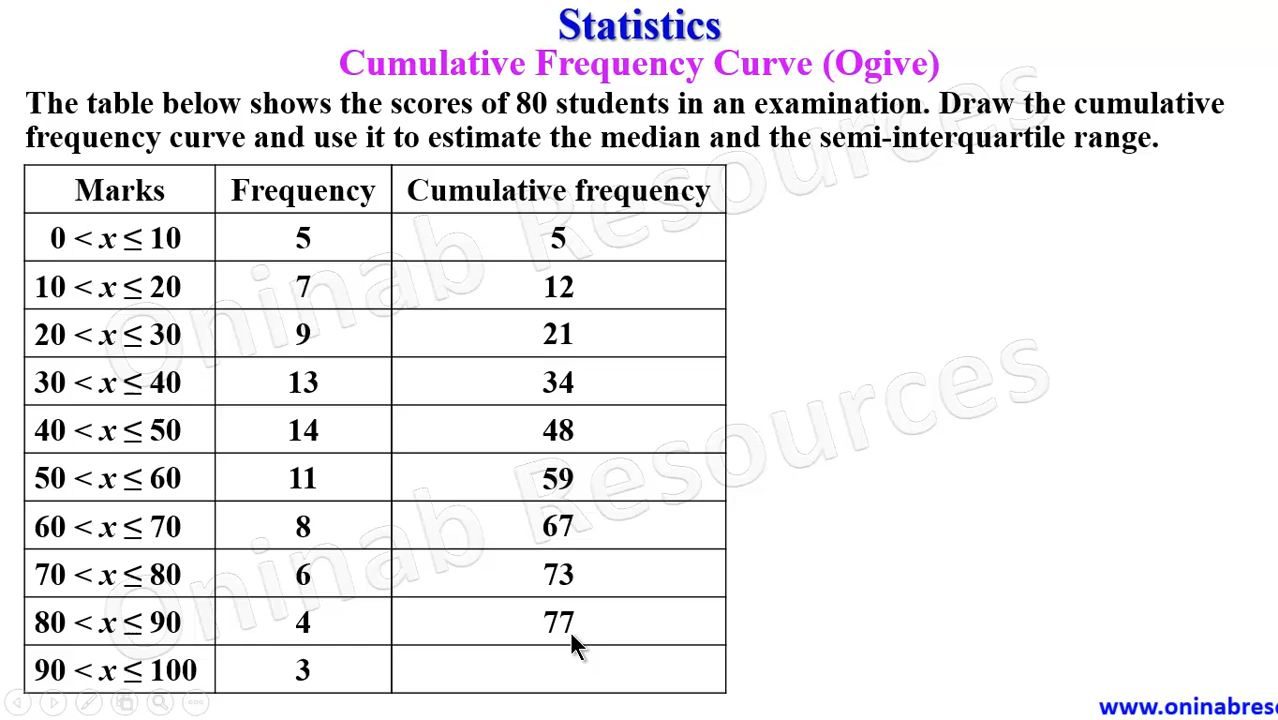 Statistics
Cumulative Frequency Curve (Ogive)
The table below shows the scores of 80 students in an examination. Draw the cumulative
frequency curve and use it to estimate the median and the semi-interquartile range.
Marks Frequency Cumulative frequency
0 < x ≤ 10 5 5
10 < x ≤ 20 7 12
20 < x ≤ 30 9 21
30 < x ≤ 40 13 34
40 < x ≤ 50 14 48
50 < x ≤ 60 11 59
60 < x ≤ 70 8 67
70 < x ≤ 80 6 73
80 < x ≤ 90 4 77
90 < x ≤ 100 3
Oninab Resources
Oninab Resources
www.oninabreso